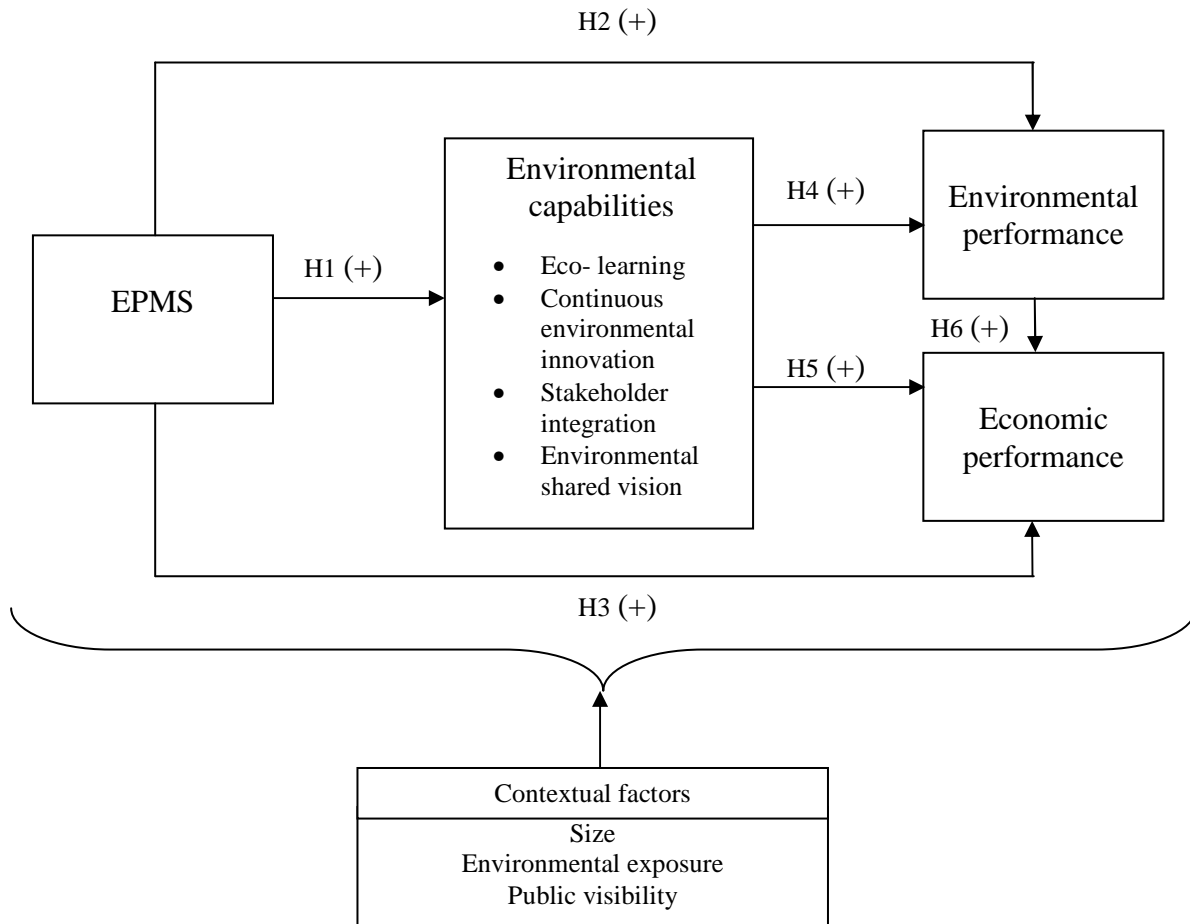 H2 (+)
Environmental
capabilities
H4 (+)
Environmental
performance
EPMS
H1 (+)
• Eco- learning
• Continuous
environmental
innovation
• Stakeholder
integration
• Environmental
shared vision
H6 (+)
H5 (+)
Economic
performance
H3 (+)
Contextual factors
Size
Environmental exposure
Public visibility